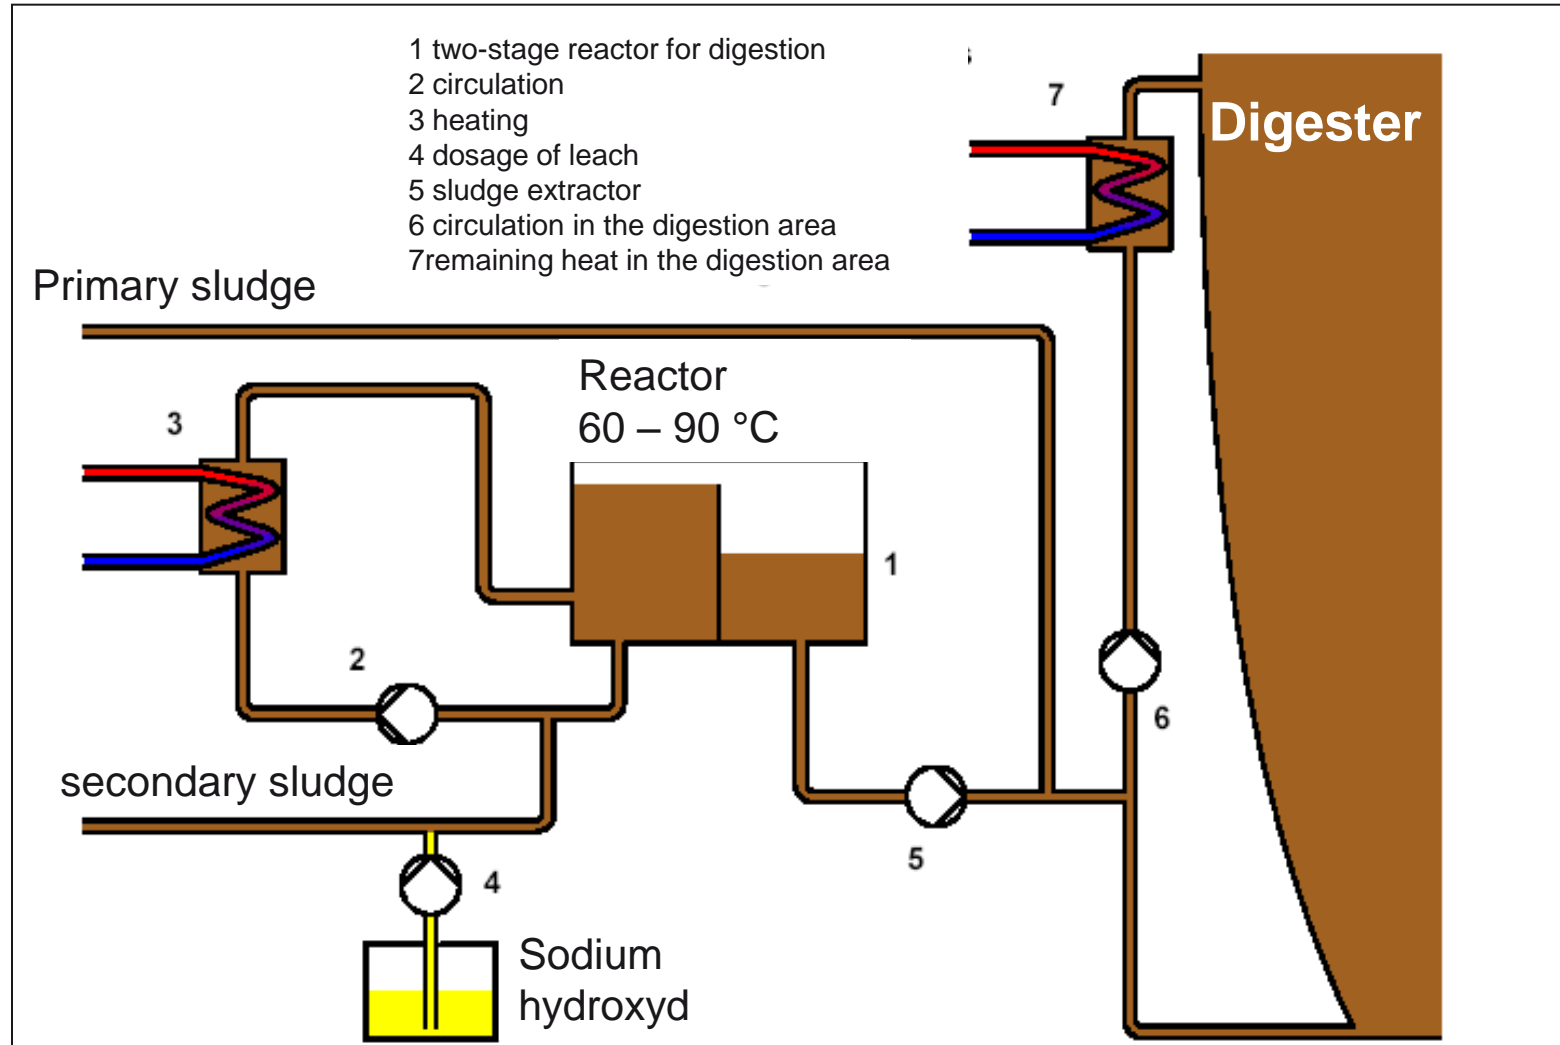 1 two-stage reactor for digestion
2 circulation
3 heating
4 dosage of leach
5 sludge extractor
6 circulation in the digestion area
7remaining heat in the digestion area
7
Digester
Primary sludge
Reactor
60 – 90 °C
3
1
2
6
secondary sludge
5
4
Sodium
hydroxyd